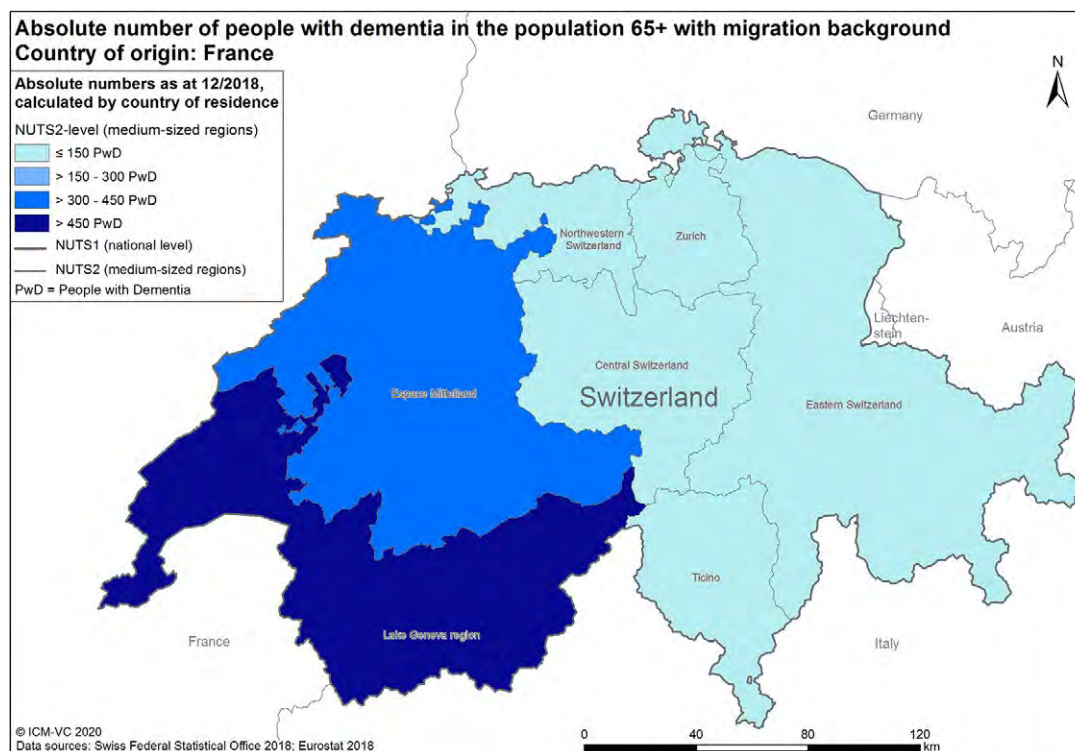 Absolute number of people with dementia in the population 65+ with migration background
Country of origin: France
Absolute numbers as at 12/2018,
calculated by country of residence
NUTS2-level (medium-sized regions)
≤ 150 PwD
> 150 - 300 PwD
> 300 - 450 PwD
> 450 PwD
NUTS1 (national level)
NUTS2 (medium-sized regions)
PwD = People with Dementia
N
Germany
Northwestern
Switzerland
Zurich
Liechten-
stein
Austria
Central Switzerland
Switzerland
Espace Mittelland
Eastern Switzerland
Ticino
Lake Geneva region
France
Italy
© ICM-VC 2020
Data sources: Swiss Federal Statistical Office 2018; Eurostat 2018
0 40 80 120
km